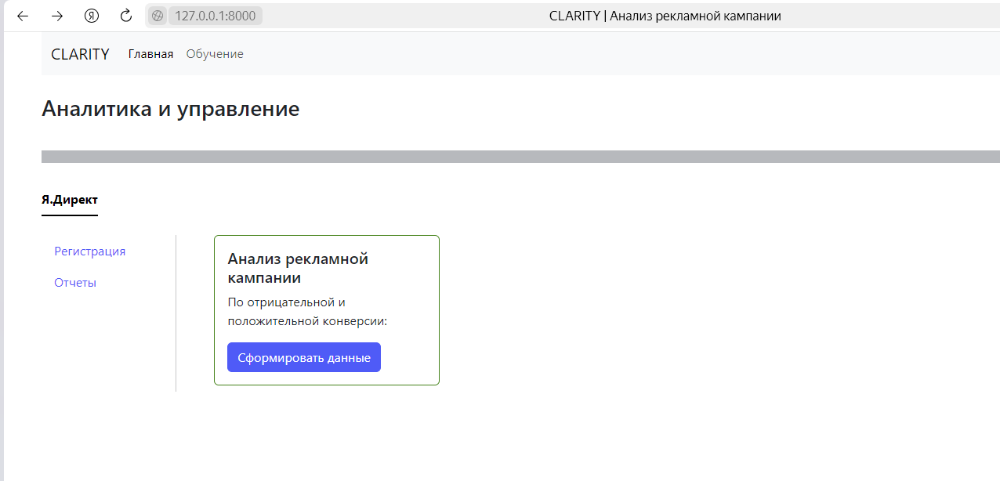 Я 127.0.0.1:8000 CLARITY | Анализ рекламной кампании
CLARITY Главная Обучение
Аналитика и управление
Я.Директ
Регистрация
Отчеты
Анализ рекламной
кампании
По отрицательной и
положительной конверсии:
Сформировать данные